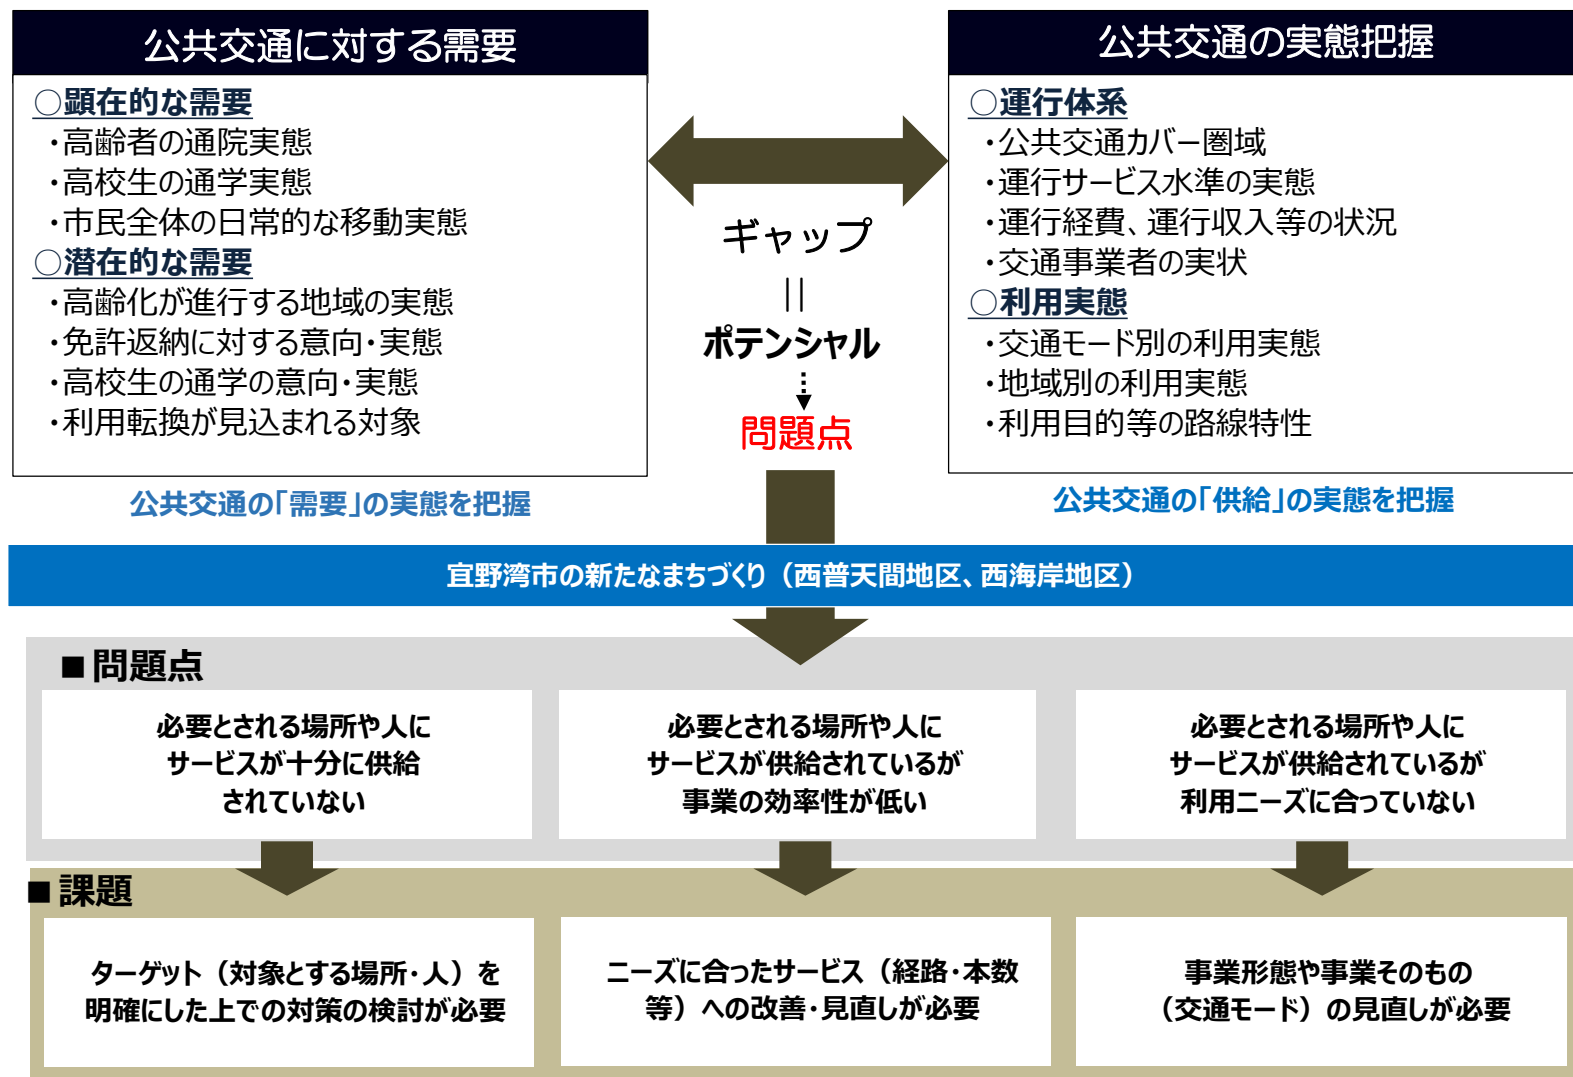 公共交通に対する需要
○顕在的な需要
・高齢者の通院実態
・高校生の通学実態
・市民全体の日常的な移動実態
○潜在的な需要
・高齢化が進行する地域の実態
・免許返納に対する意向・実態
・高校生の通学の意向・実態
・利用転換が見込まれる対象
公共交通の「需要」の実態を把握
ギャップ
||
ポテンシャル
問題点
公共交通の実態把握
○運行体系
・公共交通カバー圏域
・運行サービス水準の実態
・運行経費、運行収入等の状況
・交通事業者の実状
○利用実態
・交通モード別の利用実態
・地域別の利用実態
・利用目的等の路線特性
公共交通の「供給」の実態を把握
宜野湾市の新たなまちづくり（西普天間地区、西海岸地区）
■問題点
必要とされる場所や人に
サービスが十分に供給
されていない
必要とされる場所や人に
サービスが供給されているが
事業の効率性が低い
必要とされる場所や人に
サービスが供給されているが
利用ニーズに合っていない
■課題
ターゲット（対象とする場所・人）を
明確にした上での対策の検討が必要
ニーズに合ったサービス（経路・本数
等）への改善・見直しが必要
事業形態や事業そのもの
（交通モード）の見直しが必要